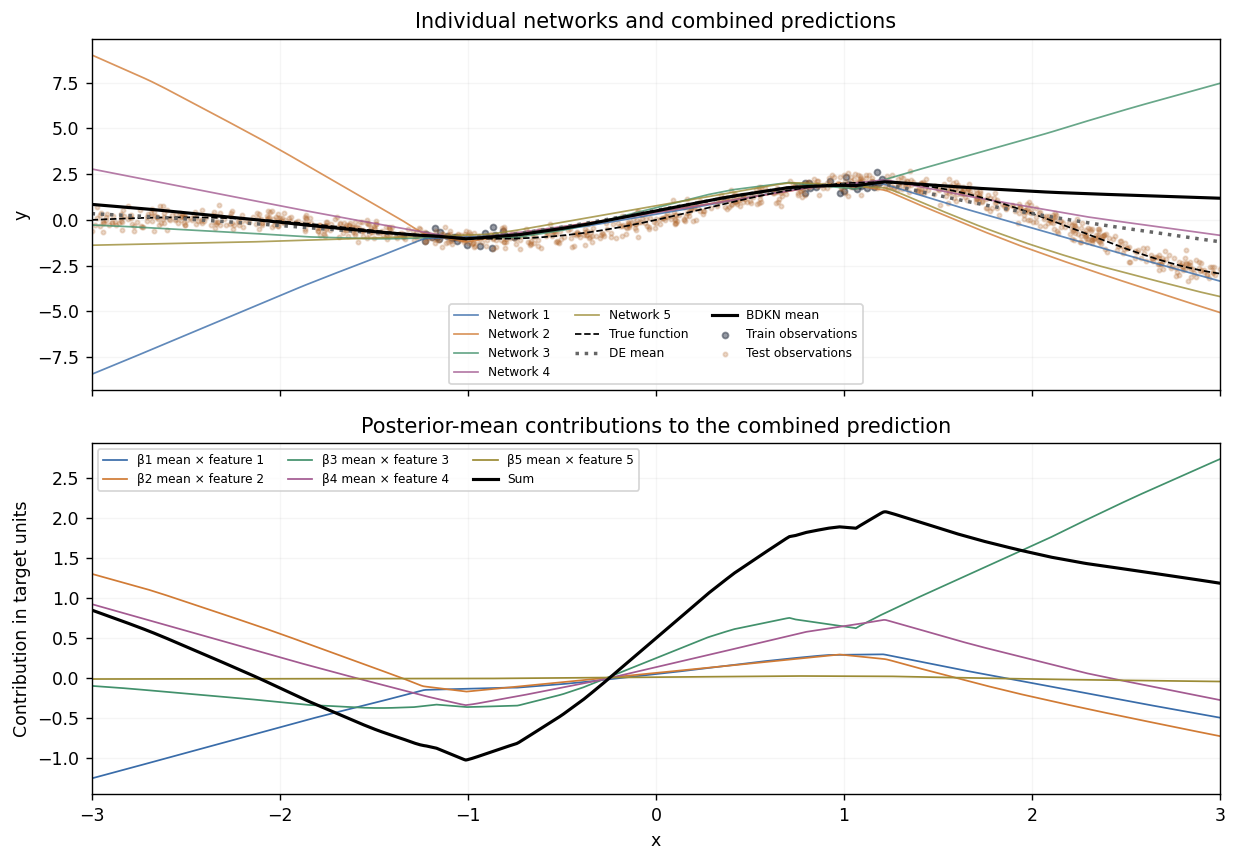 Individual networks and combined predictions
7.5
5.0
2.5
0.0
−2.5
−5.0
−7.5
y
Network 1
Network 2
Network 3
Network 4
Network 5
True function
DE mean
BDKN mean
Train observations
Test observations
Posterior-mean contributions to the combined prediction
β1 mean × feature 1
β2 mean × feature 2
β3 mean × feature 3
β4 mean × feature 4
β5 mean × feature 5
Sum
2.5
2.0
1.5
1.0
0.5
0.0
−0.5
−1.0
Contribution in target units
−3 −2 −1 0 1 2 3
x